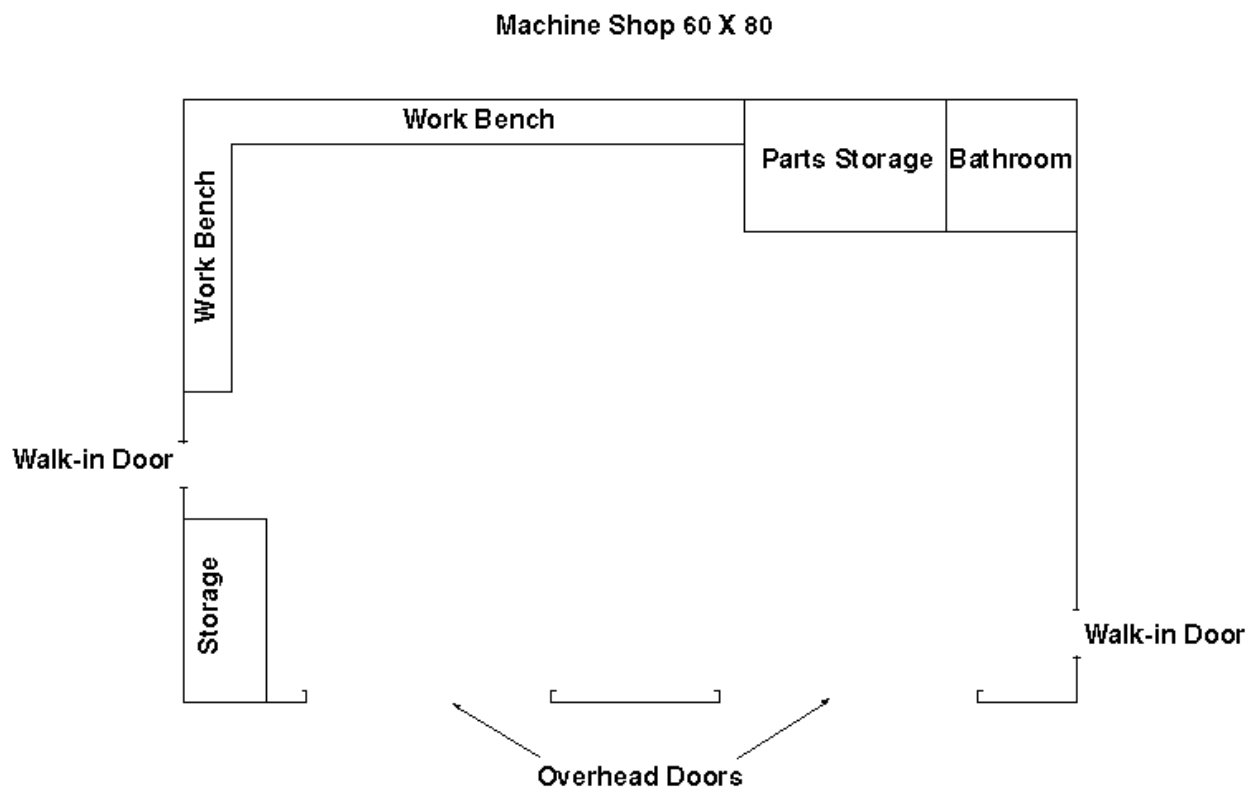 Machine Shop 60 X 80
Work Bench
Parts Storage
Bathroom
Work Bench
Walk-in Door
Storage
Walk-in Door
Overhead Doors